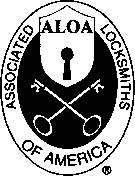 ALOA
ASSOCIATED
LOCKSMITHS
OF AMERICA
®